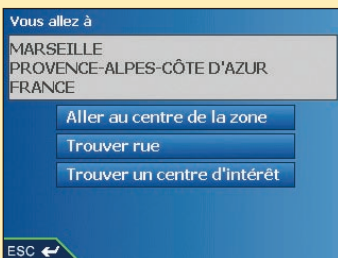 Vous allez à
MARSEILLE
PROVENCE-ALPES-CÔTE D'AZUR
FRANCE
Aller au centre de la zone
Trouver rue
Trouver un centre d'intérêt
ESC